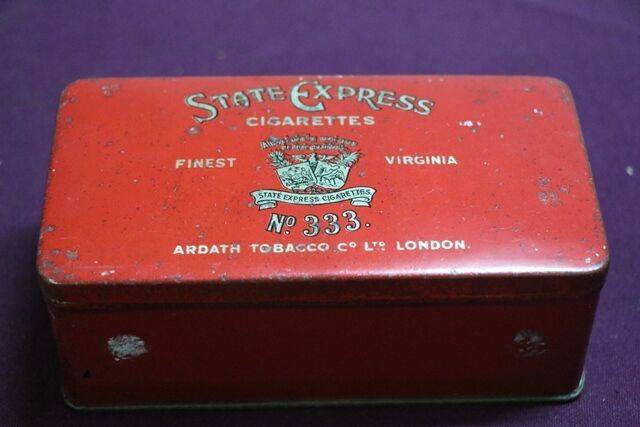 STATE EXPRESS
CIGARETTES
FINEST VIRGINIA
STATE EXPRESS CIGARETTES.
Nº 333.
ARDATH TOBACCO Cº LTD LONDON.